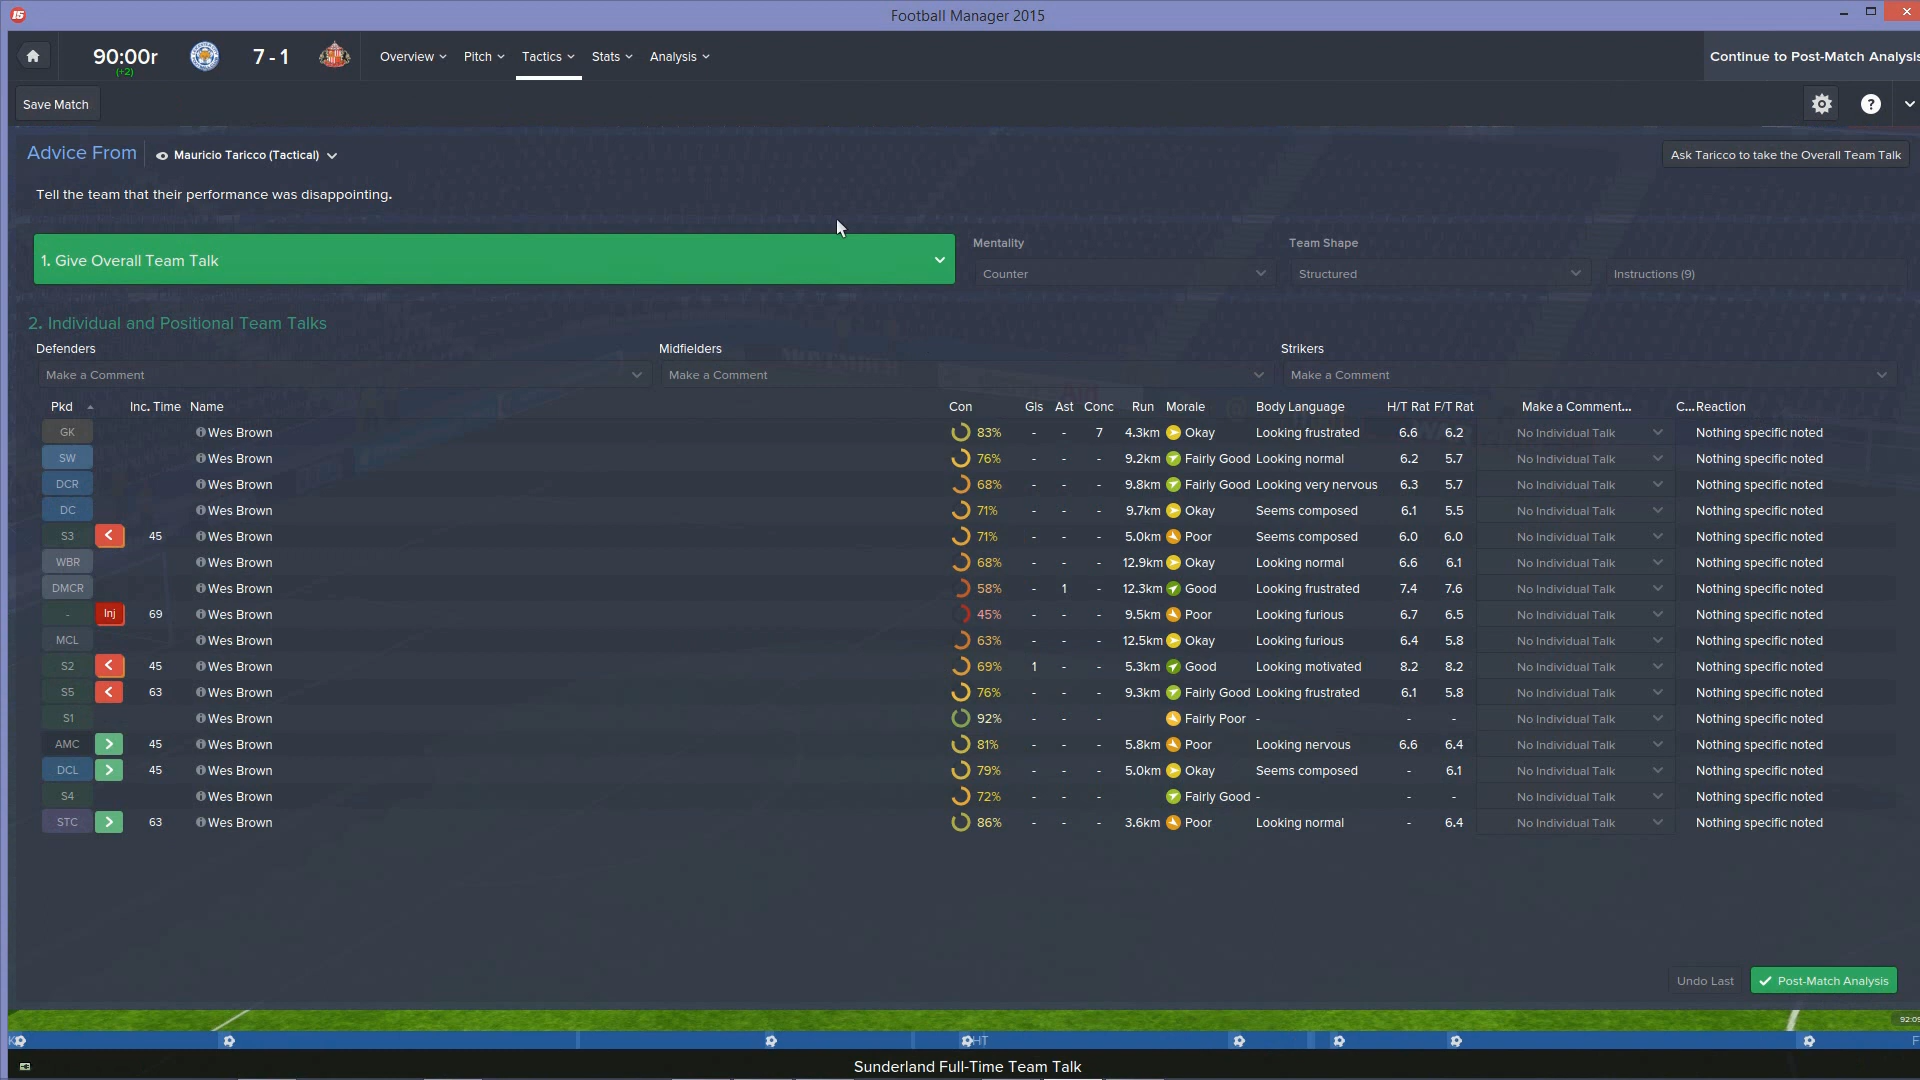 Football Manager 2015
90:00r
(+2)
7 - 1
Overview
Pitch
Tactics
Stats
Analysis
Continue to Post-Match Analysis
Save Match
?
Advice From
Mauricio Taricco (Tactical)
Ask Taricco to take the Overall Team Talk
Tell the team that their performance was disappointing.
1. Give Overall Team Talk
Mentality
Team Shape
Counter
Structured
Instructions (9)
2. Individual and Positional Team Talks
Defenders
Midfielders
Strikers
Make a Comment
Make a Comment
Make a Comment
Pkd Inc. Time Name Con Gls Ast Conc Run Morale Body Language H/T Rat F/T Rat Make a Comment... C... Reaction
GK Wes Brown 83% - - 7 4.3km Okay Looking frustrated 6.6 6.2 No Individual Talk Nothing specific noted
SW Wes Brown 76% - - - 9.2km Fairly Good Looking normal 6.2 5.7 No Individual Talk Nothing specific noted
DCR Wes Brown 68% - - - 9.8km Fairly Good Looking very nervous 6.3 5.7 No Individual Talk Nothing specific noted
DC Wes Brown 71% - - - 9.7km Okay Seems composed 6.1 5.5 No Individual Talk Nothing specific noted
S3 45 Wes Brown 71% - - - 5.0km Poor Seems composed 6.0 6.0 No Individual Talk Nothing specific noted
WBR Wes Brown 68% - - - 12.9km Okay Looking normal 6.6 6.1 No Individual Talk Nothing specific noted
DMCR Wes Brown 58% - 1 - 12.3km Good Looking frustrated 7.4 7.6 No Individual Talk Nothing specific noted
- Inj 69 Wes Brown 45% - - - 9.5km Poor Looking furious 6.7 6.5 No Individual Talk Nothing specific noted
MCL Wes Brown 63% - - - 12.5km Okay Looking furious 6.4 5.8 No Individual Talk Nothing specific noted
S2 45 Wes Brown 69% 1 - - 5.3km Good Looking motivated 8.2 8.2 No Individual Talk Nothing specific noted
S5 63 Wes Brown 76% - - - 9.3km Fairly Good Looking frustrated 6.1 5.8 No Individual Talk Nothing specific noted
S1 Wes Brown 92% - - - Fairly Poor - - - No Individual Talk Nothing specific noted
AMC 45 Wes Brown 81% - - - 5.8km Poor Looking nervous 6.6 6.4 No Individual Talk Nothing specific noted
DCL 45 Wes Brown 79% - - - 5.0km Okay Seems composed - 6.1 No Individual Talk Nothing specific noted
S4 Wes Brown 72% - - - Fairly Good - - - No Individual Talk Nothing specific noted
STC 63 Wes Brown 86% - - - 3.6km Poor Looking normal - 6.4 No Individual Talk Nothing specific noted
Undo Last
Post-Match Analysis
HT
Sunderland Full-Time Team Talk